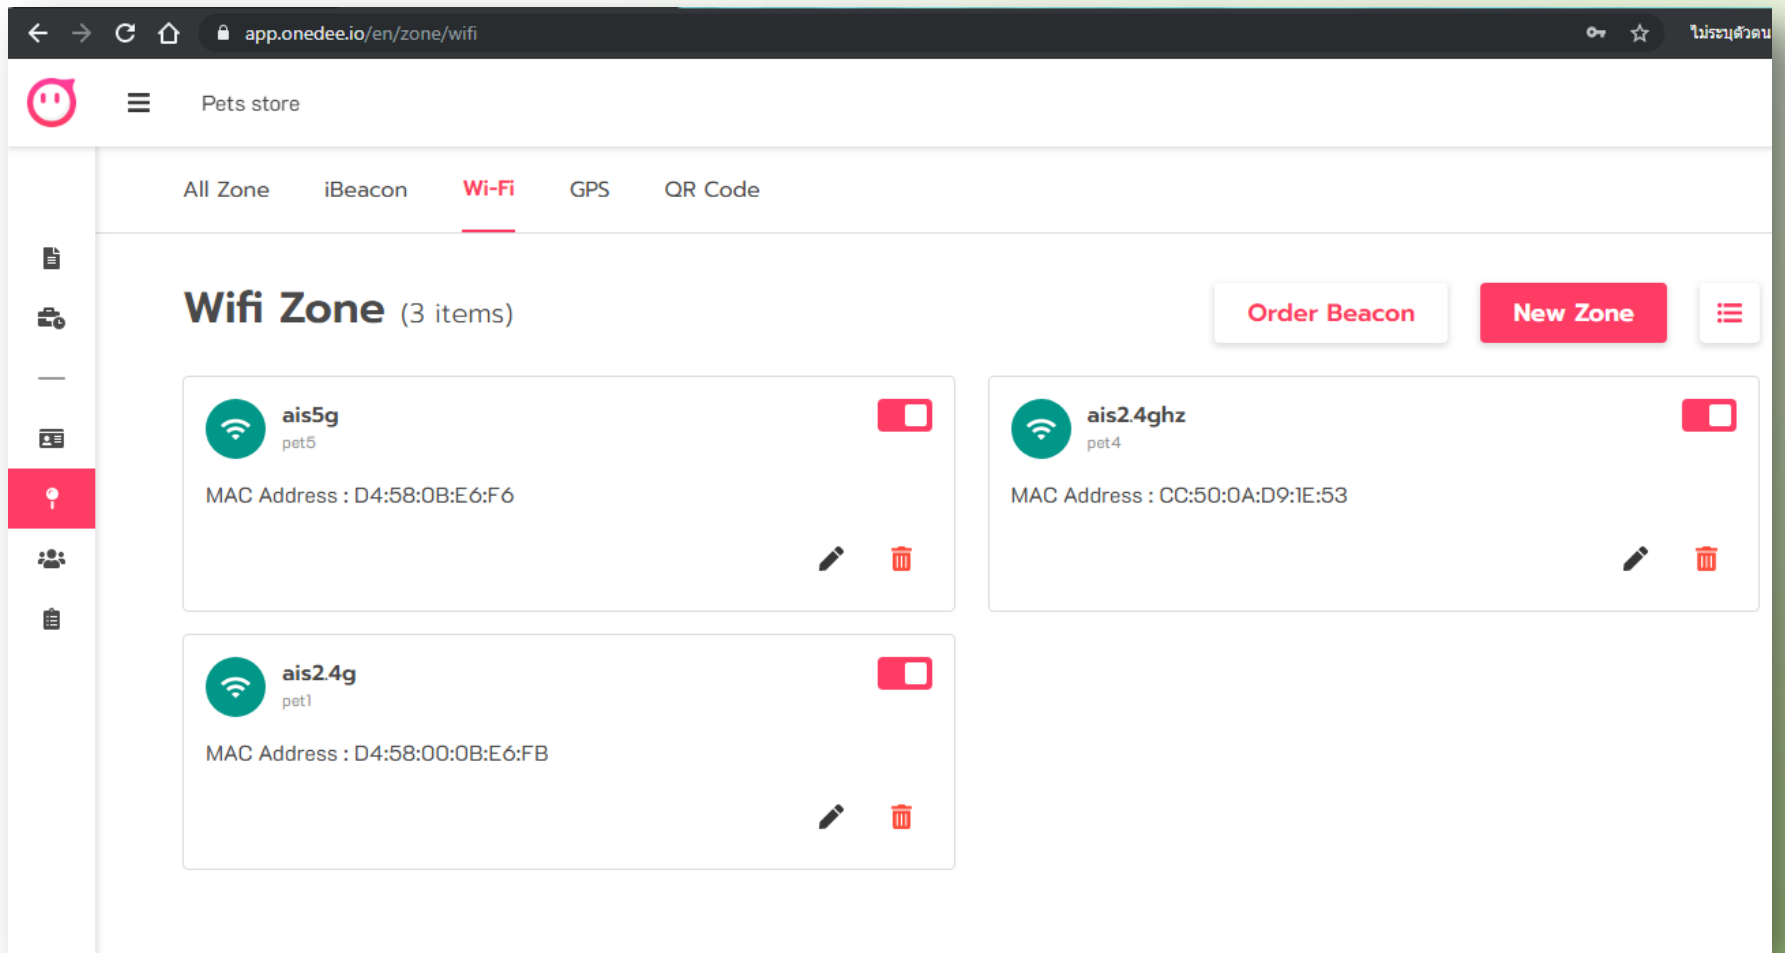 app.onedee.io/en/zone/wifi
ไม่ระบุตัวตน
Pets store
All Zone iBeacon Wi-Fi GPS QR Code
Wifi Zone (3 items)
Order Beacon
New Zone
ais5g
pet5
MAC Address : D4:58:0B:E6:F6
ais2.4ghz
pet4
MAC Address : CC:50:0A:D9:1E:53
ais2.4g
pet1
MAC Address : D4:58:00:0B:E6:FB